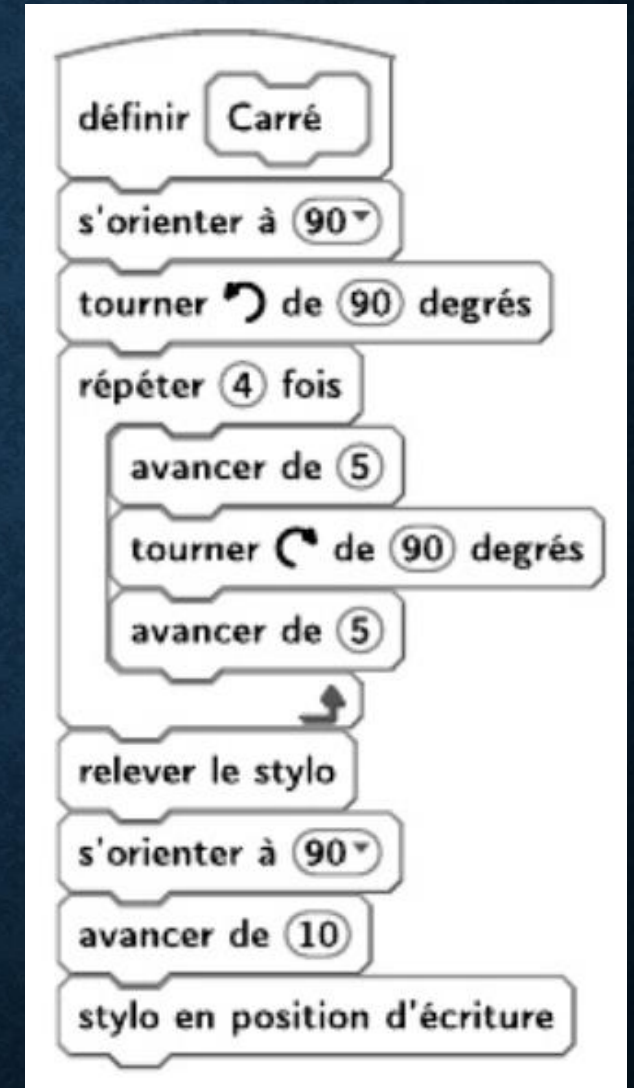 définir Carré
s'orienter à 90
tourner de 90 degrés
répéter 4 fois
avancer de 5
tourner de 90 degrés
avancer de 5
relever le stylo
s'orienter à 90
avancer de 10
stylo en position d'écriture